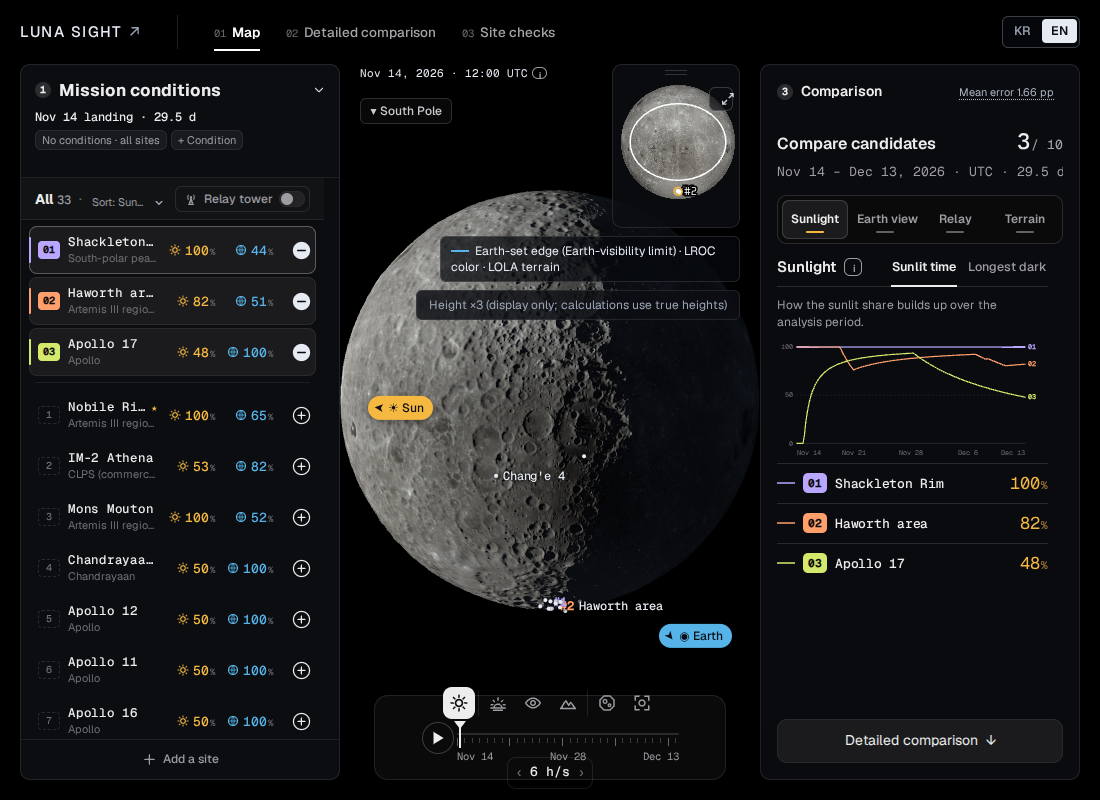 LUNA SIGHT ↗
01 Map
02 Detailed comparison
03 Site checks
KR EN
1 Mission conditions
Nov 14 landing · 29.5 d
No conditions · all sites
+ Condition
All 33 · Sort: Sun…
Relay tower
01 Shackleton… 100% 44%
South-polar pea…
02 Haworth ar… 82% 51%
Artemis III regio…
03 Apollo 17 48% 100%
Apollo
1 Nobile Ri… ★ 100% 65%
Artemis III regio…
2 IM-2 Athena 53% 82%
CLPS (commerc…
3 Mons Mouton 100% 52%
Artemis III regio…
4 Chandrayaa… 50% 100%
Chandrayaan
5 Apollo 12 50% 100%
Apollo
6 Apollo 11 50% 100%
Apollo
7 Apollo 16 50% 100%
Apollo
+ Add a site
Nov 14, 2026 · 12:00 UTC i
▾ South Pole
#2
Earth-set edge (Earth-visibility limit) · LROC
color · LOLA terrain
Height ×3 (display only; calculations use true heights)
Sun
Chang'e 4
2 Haworth area
Earth
Nov 14 Nov 28 Dec 13
‹ 6 h/s ›
3 Comparison
Mean error 1.66 pp
Compare candidates 3 / 10
Nov 14 – Dec 13, 2026 · UTC · 29.5 d
Sunlight Earth view Relay Terrain
Sunlight i
Sunlit time Longest dark
How the sunlit share builds up over the
analysis period.
100
50
0
01
02
03
Nov 14 Nov 21 Nov 28 Dec 6 Dec 13
01 Shackleton Rim 100%
02 Haworth area 82%
03 Apollo 17 48%
Detailed comparison ↓